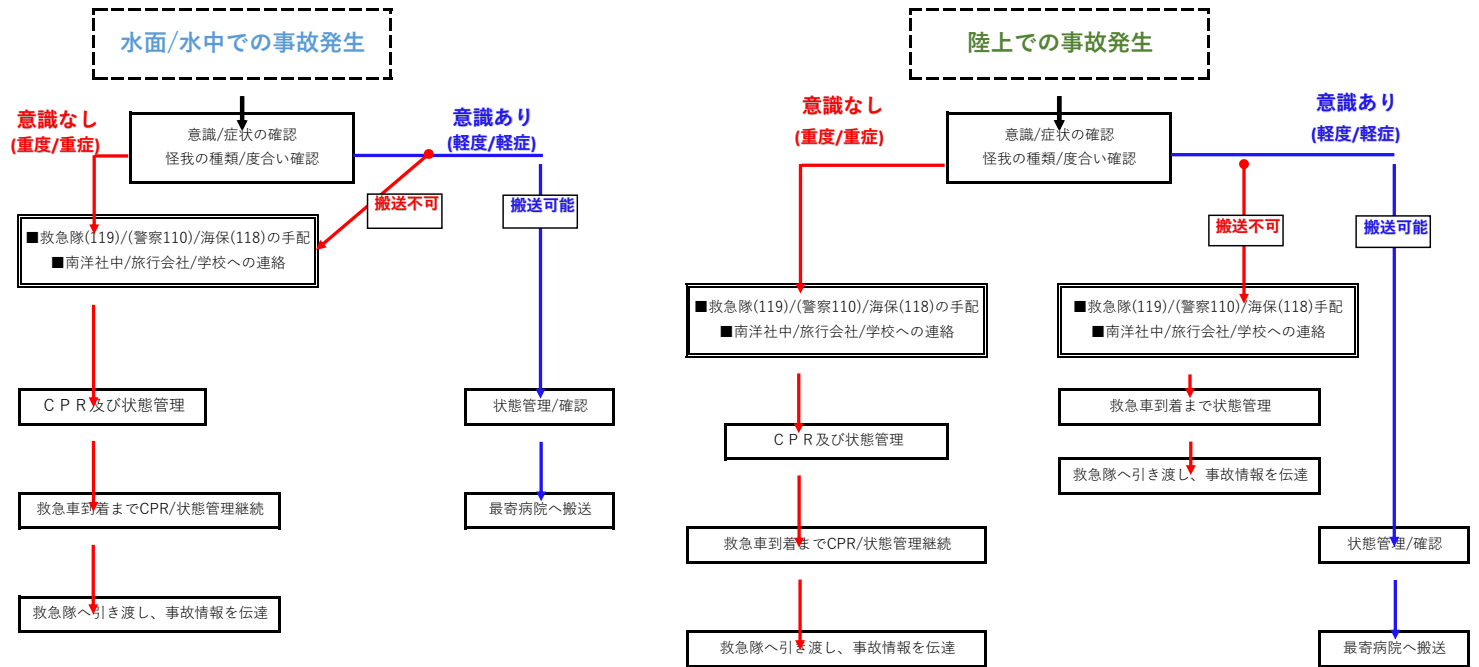 水面/水中での事故発生
意識なし
(重度/重症)
意識あり
(軽度/軽症)
意識/症状の確認
怪我の種類/度合い確認
搬送不可
搬送可能
■救急隊(119)/(警察110)/海保(118)の手配
■南洋社中/旅行会社/学校への連絡
ＣＰＲ及び状態管理
状態管理/確認
救急車到着までCPR/状態管理継続
最寄病院へ搬送
救急隊へ引き渡し、事故情報を伝達
陸上での事故発生
意識なし
(重度/重症)
意識あり
(軽度/軽症)
意識/症状の確認
怪我の種類/度合い確認
搬送不可
搬送可能
■救急隊(119)/(警察110)/海保(118)の手配
■南洋社中/旅行会社/学校への連絡
■救急隊(119)/(警察110)/海保(118)手配
■南洋社中/旅行会社/学校への連絡
ＣＰＲ及び状態管理
救急車到着まで状態管理
救急隊へ引き渡し、事故情報を伝達
救急車到着までCPR/状態管理継続
状態管理/確認
救急隊へ引き渡し、事故情報を伝達
最寄病院へ搬送